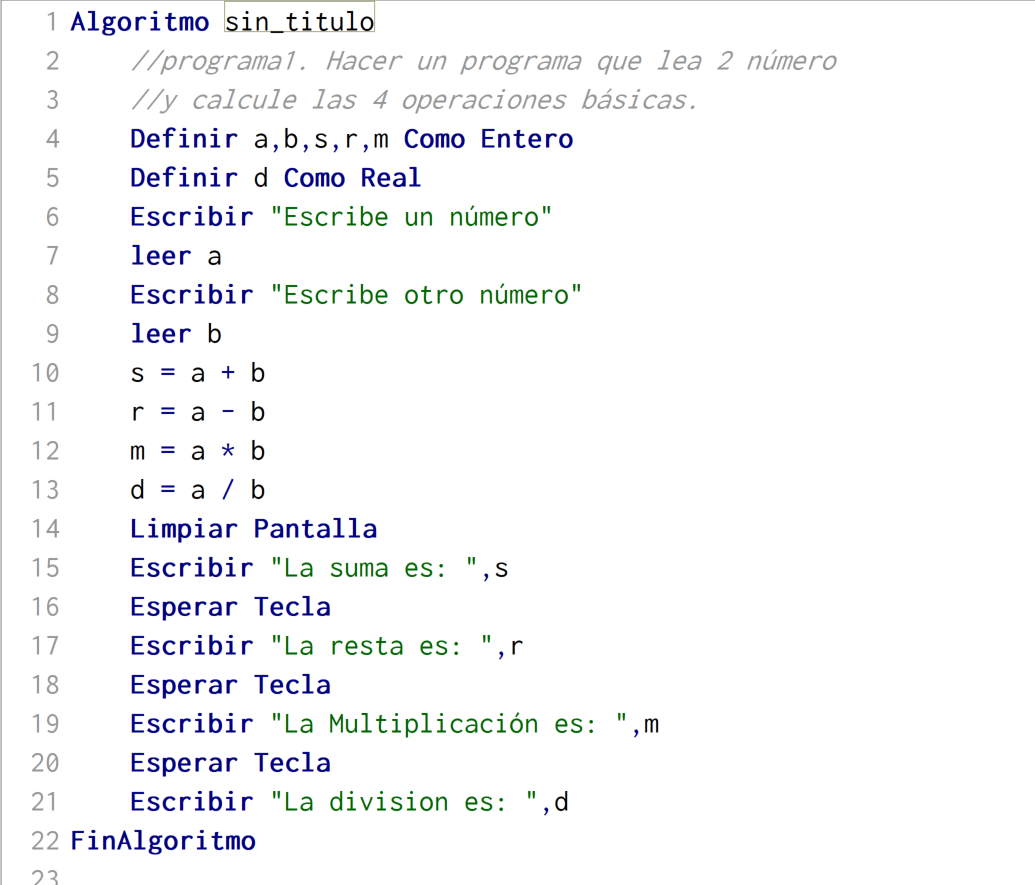 1 Algoritmo sin_titulo
2 //programa1. Hacer un programa que lea 2 número
3 //y calcule las 4 operaciones básicas.
4 Definir a,b,s,r,m Como Entero
5 Definir d Como Real
6 Escribir "Escribe un número"
7 leer a
8 Escribir "Escribe otro número"
9 leer b
10 s = a + b
11 r = a - b
12 m = a * b
13 d = a / b
14 Limpiar Pantalla
15 Escribir "La suma es: ",s
16 Esperar Tecla
17 Escribir "La resta es: ",r
18 Esperar Tecla
19 Escribir "La Multiplicación es: ",m
20 Esperar Tecla
21 Escribir "La division es: ",d
22 FinAlgoritmo
23